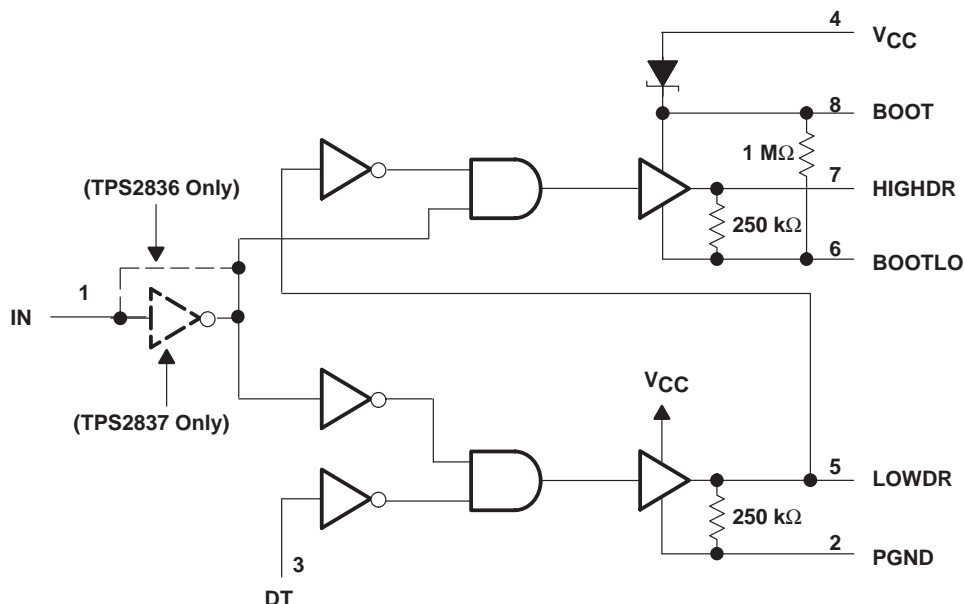 4
VCC
8
BOOT
1 MΩ
(TPS2836 Only)
7
HIGHDR
250 kΩ
6
BOOTLO
1
IN
VCC
(TPS2837 Only)
5
LOWDR
250 kΩ
2
PGND
3
DT